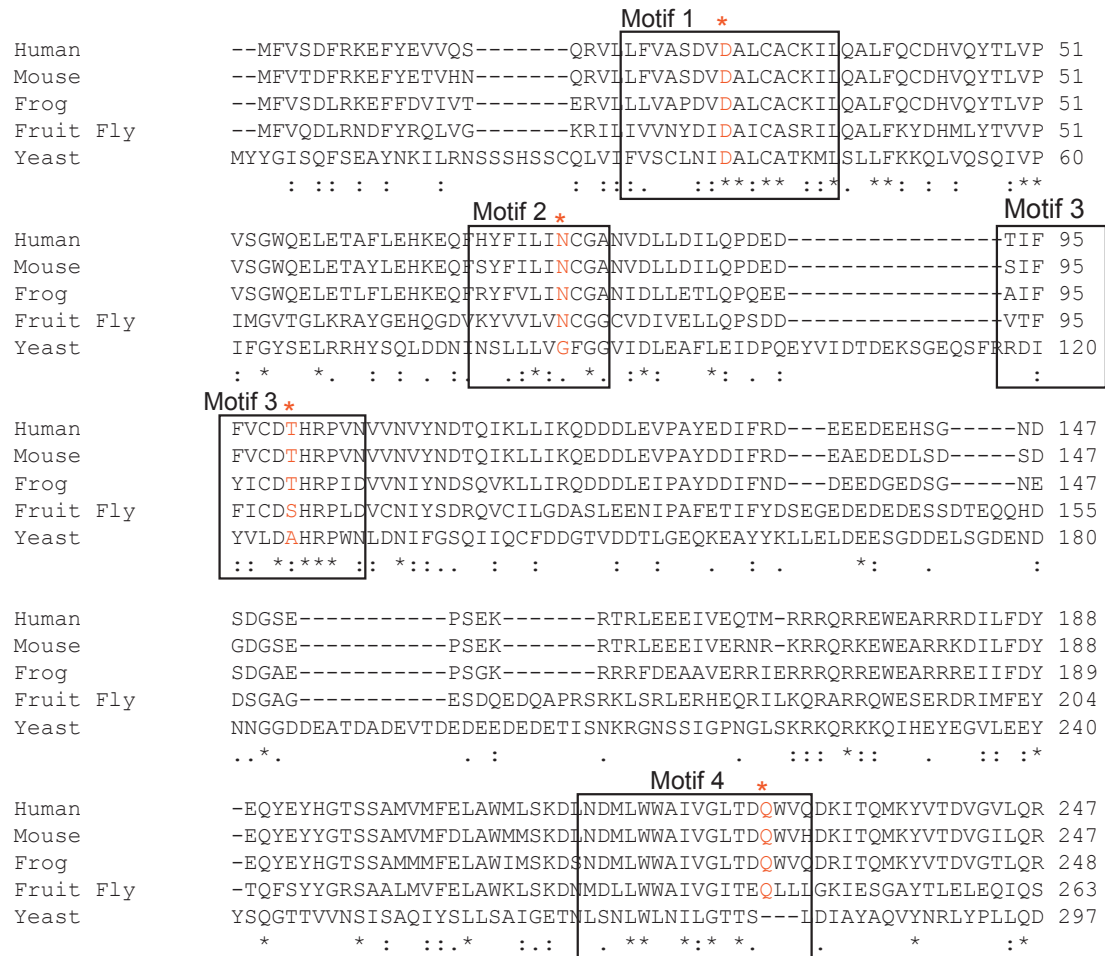 Motif 1 *
Human --MFVSDFRKEFYEVVQS-------QRVLLFVASDVDALCACKILQALFQCDHVQYTLVP 51
Mouse --MFVTDFRKEFYETVHN-------QRVLLFVASDVDALCACKILQALFQCDHVQYTLVP 51
Frog --MFVSDLRKEFFDVIVT-------ERVLLLVAPDVDALCACKILQALFQCDHVQYTLVP 51
Fruit Fly --MFVQDLRNDFYRQLVG-------KRILIVVNYDIDAICASRILQALFKYDHMLYTVVP 51
Yeast MYYGISQFSEAYNKILRNSSSHSSCQLVIFVSCLNIDALCATKMLSLLFKKQLVQSQIVP 60
: :: : : : : ::. ::**:** ::*. **: : : :**
Motif 2 * Motif 3
Human VSGWQELETAFLEHKEQFHYFILINCGANVDLLDILQPDED----------------TIF 95
Mouse VSGWQELETAYLEHKEQFSYFILINCGANVDLLDILQPDED----------------SIF 95
Frog VSGWQELETLFLEHKEQFRYFVLINCGANIDLLETLQPQEE----------------AIF 95
Fruit Fly IMGVTGLKRAYGEHQGDVKYVVLVNCGGCVDIVELLQPSDD----------------VTF 95
Yeast IFGYSELRRHYSQLDDNINSLLLVGFGGVIDLEAFLEIDPQEYVIDTDEKSGEQSFRRDI 120
: * *. : : .: .:*:. *. :*: *: : :
Motif 3 *
Human FVCDTHRPVNVVNVYNDTQIKLLIKQDDDLEVPAYEDIFRD---EEEDEEHSG----ND 147
Mouse FVCDTHRPVNVVNVYNDTQIKLLIKQEDDLEVPAYDDIFRD---EAEDEDLSD----SD 147
Frog YICDTHRPIDVVNIYNDSQVKLLIRQDDDLEIPAYDDIFND---DEEDGEDSG----NE 147
Fruit Fly FICDSHRPLDVCNIYSDRQVCILGDASLEENIPAFETIFYDSEGEDEDEDESSDTEQQHD 155
Yeast YVLDAHRPWNLDNIFGSQIIQCFDDGTVDDTLGEQKEAYYKLLELDEESGDDELSGDEND 180
:: *:*** :: *::.. : : : : . : . *: . :
Human SDGSE-----------PSEK-------RTRLEEEIVEQTM-RRRQRREWEARRRDILFDY 188
Mouse GDGSE-----------PSEK-------RTRLEEEIVERNR-KRRQRKEWEARRKDILFDY 188
Frog SDGAE-----------PSGK-------RRRFDEAAVERRIERRRQRREWEARRREIIFDY 189
Fruit Fly DSGAG-----------ESDQEDQAPRSRKLSRLERHEQRILKQRARRQWESERDRIMFEY 204
Yeast NNGGDDEATDADEVTDEDEEDEDETISNKRGNSSIGPNGLSKRKQRKKQIHEYEGVLEEY 240
..*. . : . . ::: *:: . :: :*
Motif 4 *
Human -EQYEYHGTSSAMVMFELAWMLSKDLNDMLWWAIVGLTDQWVQDKITQMKYVTDVGVLQR 247
Mouse -EQYEYYGTSSAMVMFDLAWMMSKDLNDMLWWAIVGLTDQWVHDKITQMKYVTDVGILQR 247
Frog -EQYEYHGTSSAMMMFELAWIMSKDSNDMLWWAIVGLTDQWVQDRITQMKYVTDVGTLQR 248
Fruit Fly -TQFSYYGRSAALMVFELAWKLSKDNMDLLWWAIVGITEQLLLGKIESGAYTLELEQIQS 263
Yeast YSQGTTVVNSISAQIYSLLSAIGETNLSNLWLNILGTTS---LDIAYAQVYNRLYPLLQD 297
* * : ::.* :.: . ** *:* *. . * :*